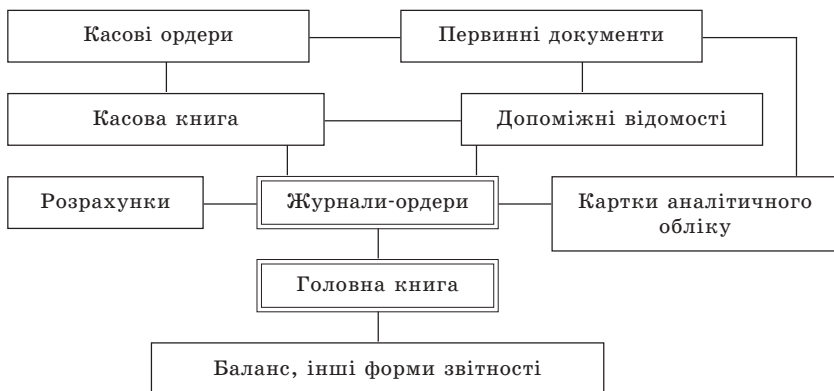 Касові ордери
Первинні документи
Касова книга
Допоміжні відомості
Розрахунки
Журнали-ордери
Картки аналітичного
обліку
Головна книга
Баланс, інші форми звітності